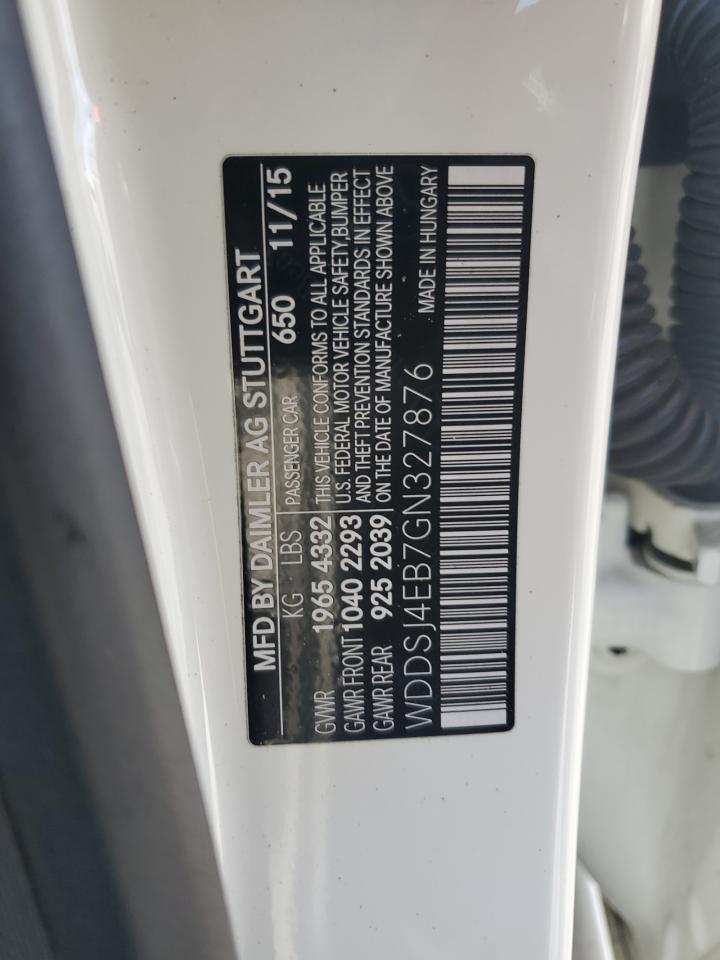 MFD BY DAIMLER AG STUTTGART
KG · LBS PASSENGER CAR 650 11/15
GVWR 1965 4332 THIS VEHICLE CONFORMS TO ALL APPLICABLE
GAWR FRONT 1040 2293 U.S. FEDERAL MOTOR VEHICLE SAFETY BUMPER
GAWR REAR 925 2039 AND THEFT PREVENTION STANDARDS IN EFFECT
ON THE DATE OF MANUFACTURE SHOWN ABOVE
WDDSJ4EB7GN327876 MADE IN HUNGARY